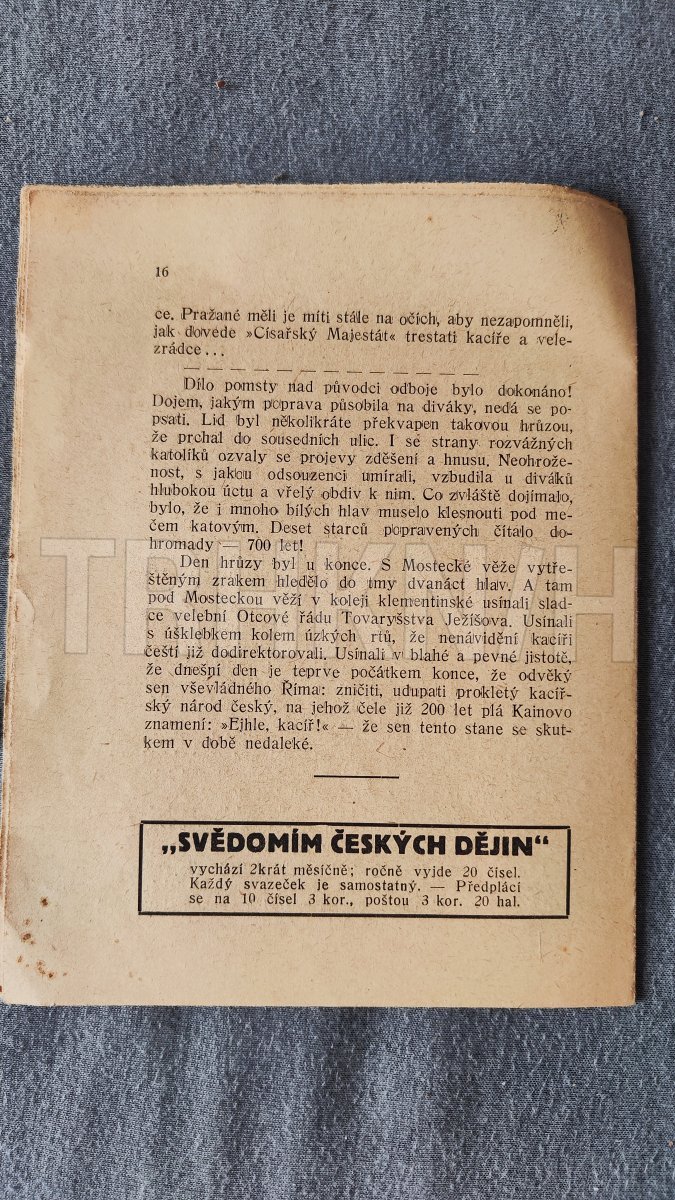 16
ce. Pražané měli je míti stále na očích, aby nezapomněli,
jak dovede »Císařský Majestát« trestati kacíře a vele-
zrádce...
Dílo pomsty nad původci odboje bylo dokonáno!
Dojem, jakým poprava působila na diváky, nedá se po-
psati. Lid byl několikráte překvapen takovou hrůzou,
že prchal do sousedních ulic. I se strany rozvážných
katolíků ozvaly se projevy zděšení a hnusu. Neohrože-
nost, s jakou odsouzenci umírali, vzbudila u diváků
hlubokou úctu a vřelý obdiv k nim. Co zvláště dojímalo,
bylo, že i mnoho bílých hlav muselo klesnouti pod me-
čem katovým. Deset starců popravených čítalo do-
hromady — 700 let!
Den hrůzy byl u konce. S Mostecké věže vytře-
štěným zrakem hledělo do tmy dvanáct hlav. A tam
pod Mosteckou věží v koleji klementinské usínali slad-
ce velební Otcové řádu Tovaryšstva Ježíšova. Usínali
s úšklebkem kolem úzkých rtů, že nenávidění kacíři
čeští již dodirektorovali. Usínali v blahé a pevné jistotě,
že dnešní den je teprve počátkem konce, že odvěký
sen vševládného Říma: zničiti, udupati prokletý kacíř-
ský národ český, na jehož čele již 200 let plá Kainovo
znamení: »Ejhle, kacíř!« — že sen tento stane se skut-
kem v době nedaleké.
„SVĚDOMÍM ČESKÝCH DĚJIN“
vychází 2krát měsíčně; ročně vyjde 20 čísel.
Každý svazeček je samostatný. — Předplácí
se na 10 čísel 3 kor., poštou 3 kor. 20 hal.